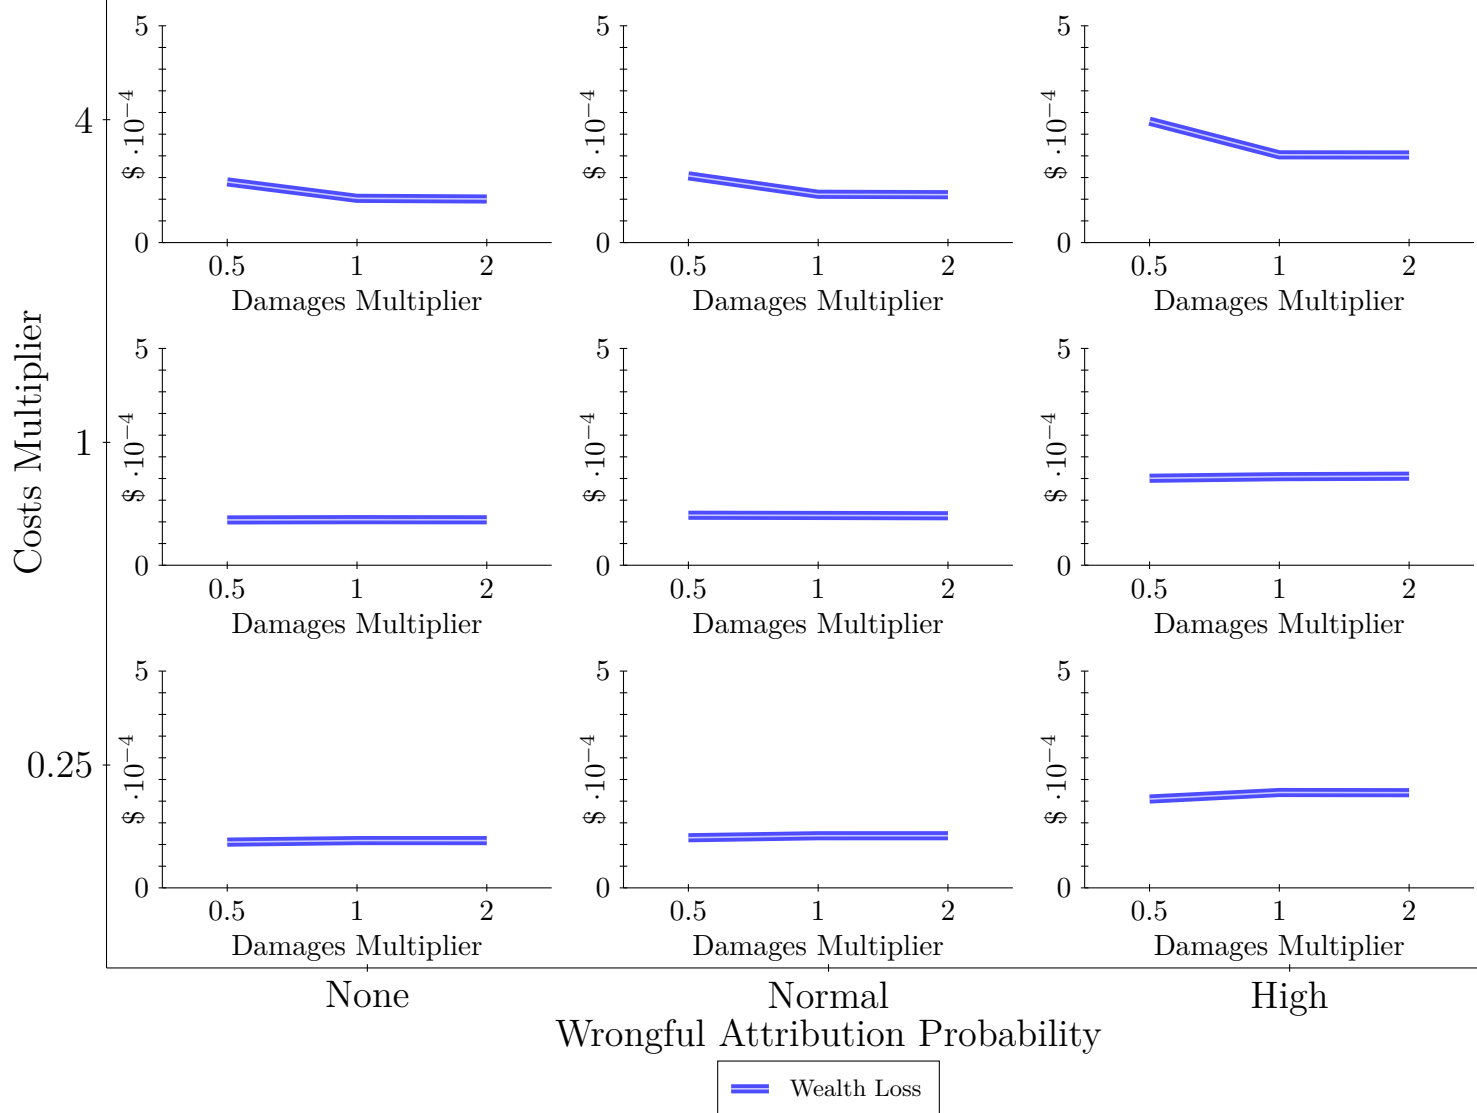 Costs Multiplier
4
5
$ ·10⁻⁴
0
0.5 1 2
Damages Multiplier
5
$ ·10⁻⁴
0
0.5 1 2
Damages Multiplier
5
$ ·10⁻⁴
0
0.5 1 2
Damages Multiplier
1
5
$ ·10⁻⁴
0
0.5 1 2
Damages Multiplier
5
$ ·10⁻⁴
0
0.5 1 2
Damages Multiplier
5
$ ·10⁻⁴
0
0.5 1 2
Damages Multiplier
0.25
5
$ ·10⁻⁴
0
0.5 1 2
Damages Multiplier
5
$ ·10⁻⁴
0
0.5 1 2
Damages Multiplier
5
$ ·10⁻⁴
0
0.5 1 2
Damages Multiplier
None Normal High
Wrongful Attribution Probability
Wealth Loss